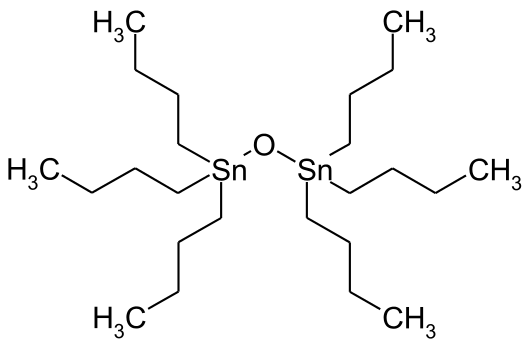 H₃C CH₃
O
H₃C Sn Sn CH₃
H₃C CH₃